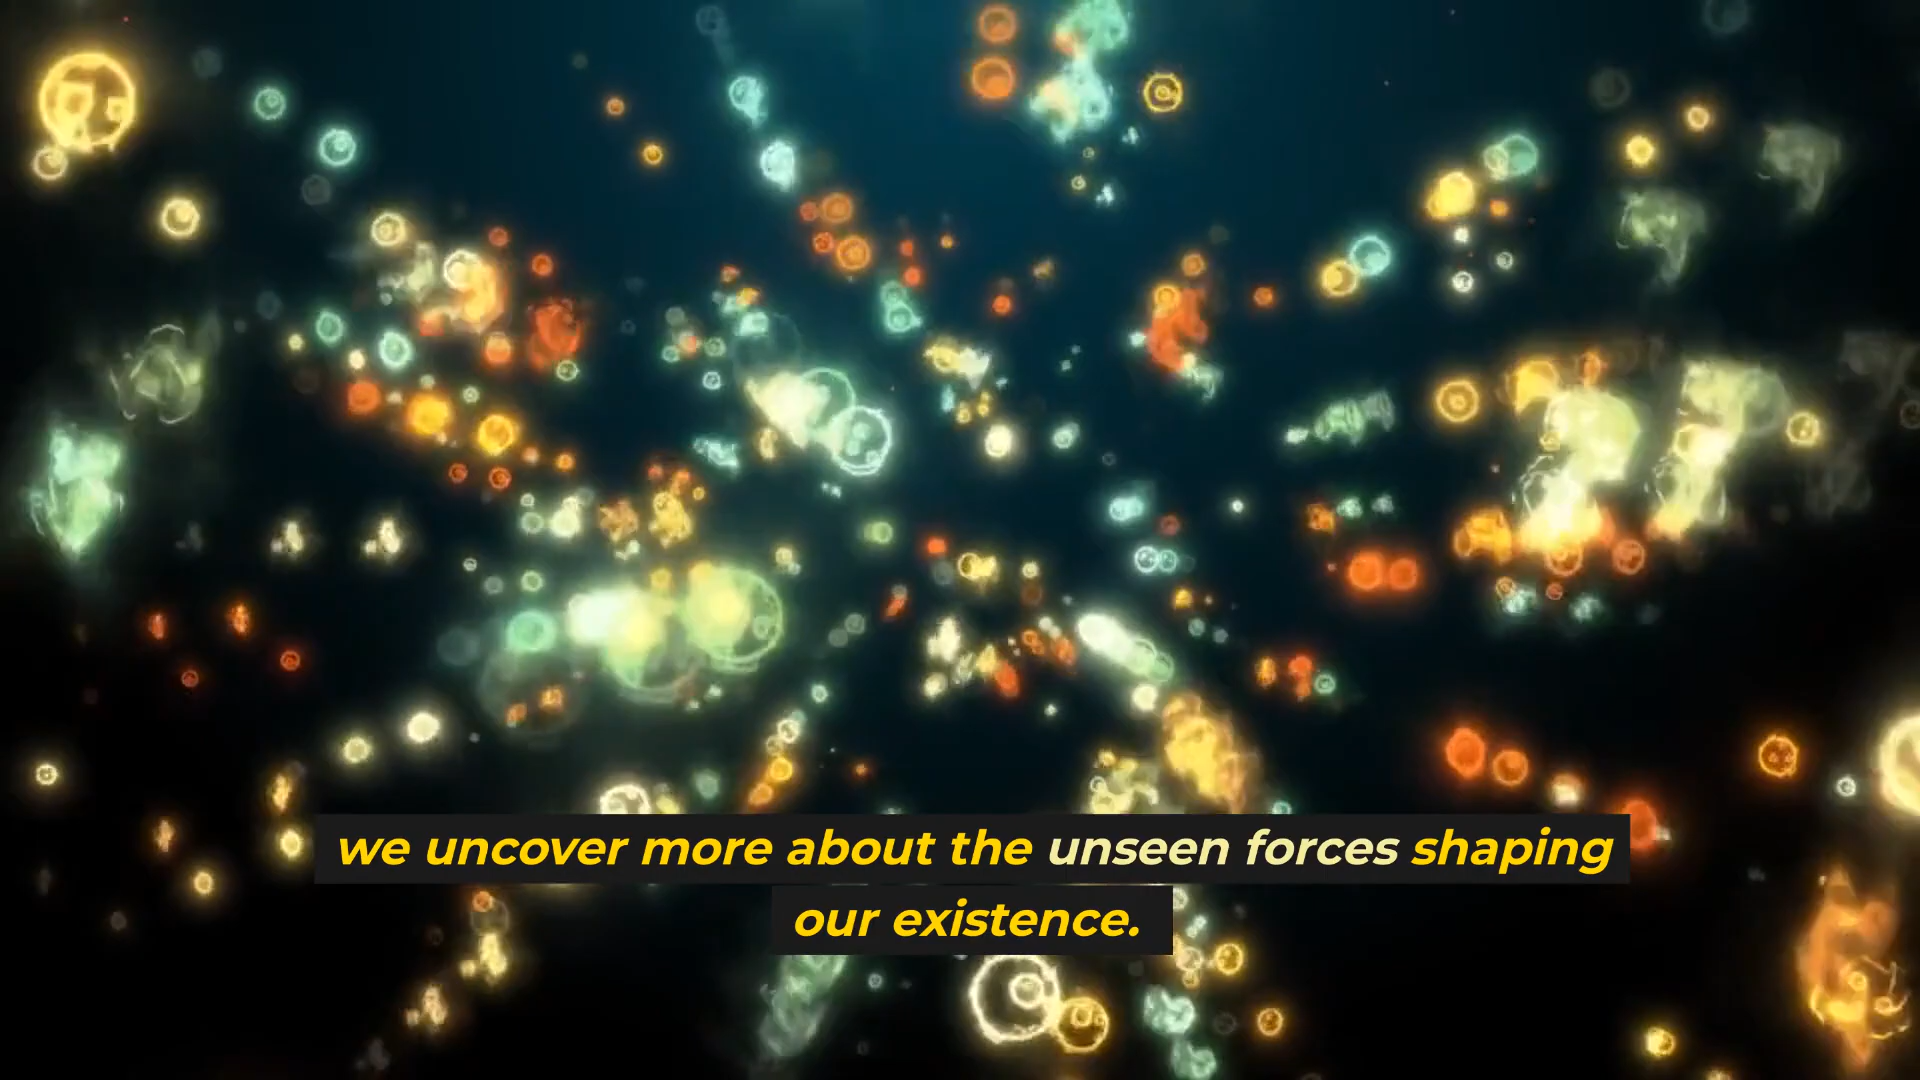 we uncover more about the unseen forces shaping
our existence.